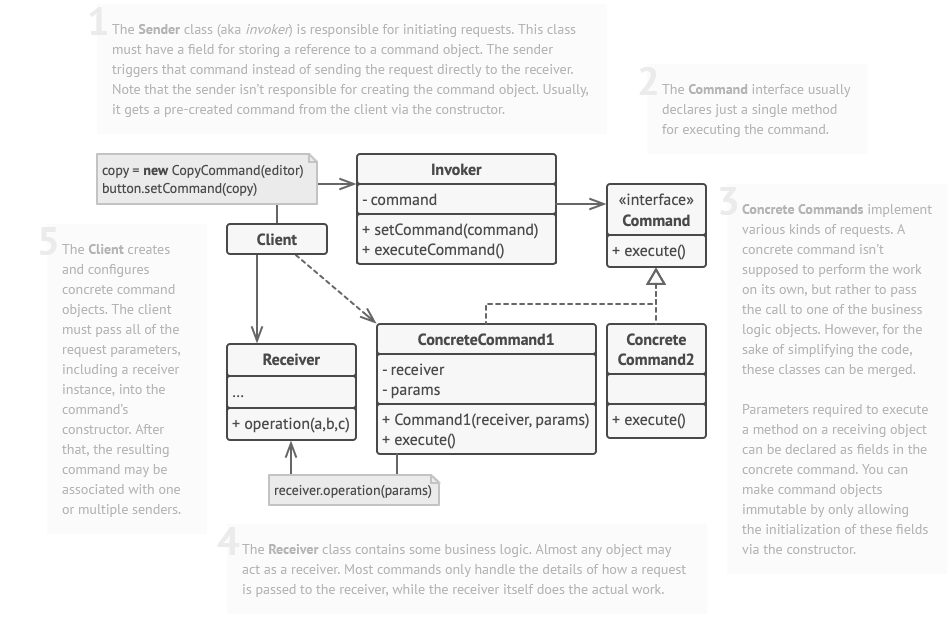 1
The Sender class (aka invoker) is responsible for initiating requests. This class
must have a field for storing a reference to a command object. The sender
triggers that command instead of sending the request directly to the receiver.
Note that the sender isn't responsible for creating the command object. Usually,
it gets a pre-created command from the client via the constructor.
2
The Command interface usually
declares just a single method
for executing the command.
copy = new CopyCommand(editor)
button.setCommand(copy)
Invoker
- command
+ setCommand(command)
+ executeCommand()
«interface»
Command
+ execute()
3
Concrete Commands implement
various kinds of requests. A
concrete command isn't
supposed to perform the work
on its own, but rather to pass
the call to one of the business
logic objects. However, for the
sake of simplifying the code,
these classes can be merged.
Parameters required to execute
a method on a receiving object
can be declared as fields in the
concrete command. You can
make command objects
immutable by only allowing
the initialization of these fields
via the constructor.
5
The Client creates
and configures
concrete command
objects. The client
must pass all of the
request parameters,
including a receiver
instance, into the
command's
constructor. After
that, the resulting
command may be
associated with one
or multiple senders.
Client
Receiver
...
+ operation(a,b,c)
ConcreteCommand1
- receiver
- params
+ Command1(receiver, params)
+ execute()
Concrete
Command2
+ execute()
receiver.operation(params)
4
The Receiver class contains some business logic. Almost any object may
act as a receiver. Most commands only handle the details of how a request
is passed to the receiver, while the receiver itself does the actual work.